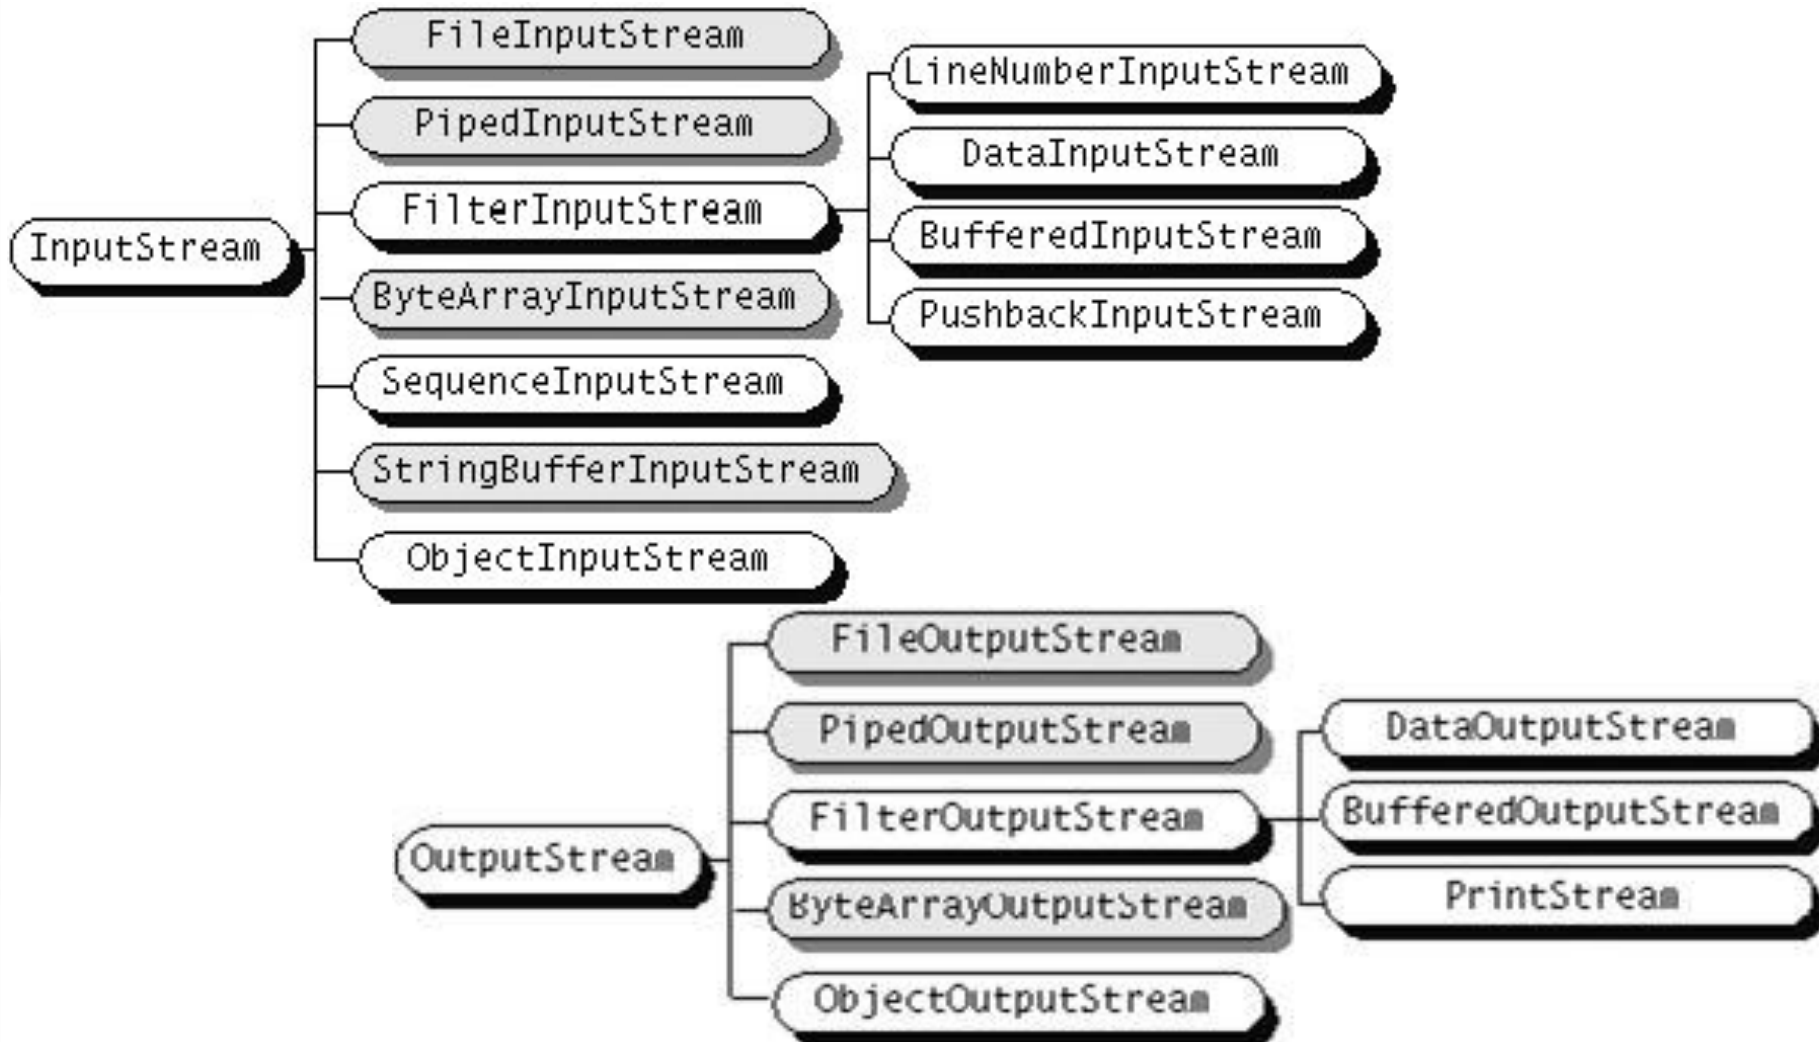 FileInputStream
LineNumberInputStream
PipedInputStream
DataInputStream
FilterInputStream
BufferedInputStream
InputStream
ByteArrayInputStream
PushbackInputStream
SequenceInputStream
StringBufferInputStream
ObjectInputStream
FileOutputStream
PipedOutputStream
DataOutputStream
FilterOutputStream
BufferedOutputStream
OutputStream
ByteArrayOutputStream
PrintStream
ObjectOutputStream